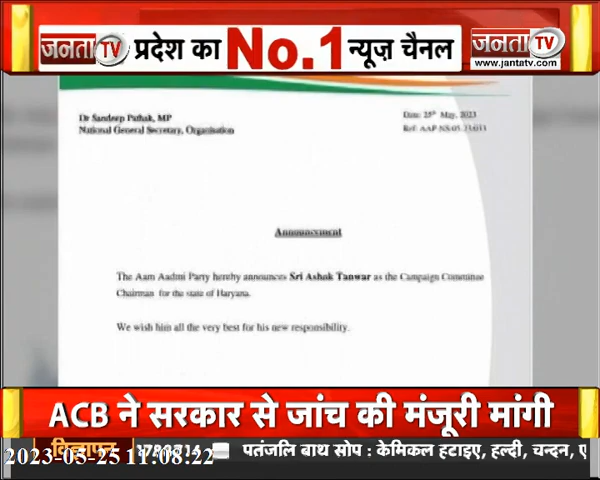 जनता TV प्रदेश का No.1 न्यूज़ चैनल जनता TV
www.jantatv.com
Dr Sandeep Pathak, MP
National General Secretary, Organisation
Date: 25th May, 2023
Announcement
The Aam Aadmi Party hereby announces Sri Ashok Tanwar as the Campaign Committee
Chairman for the state of Haryana.
We wish him all the very best for his new responsibility.
ACB ने सरकार से जांच की मंजूरी मांगी
विज्ञापन पतंजलि बाथ सोप : केमिकल हटाइए, हल्दी, चन्दन, ए
2023-05-25 11:08:22